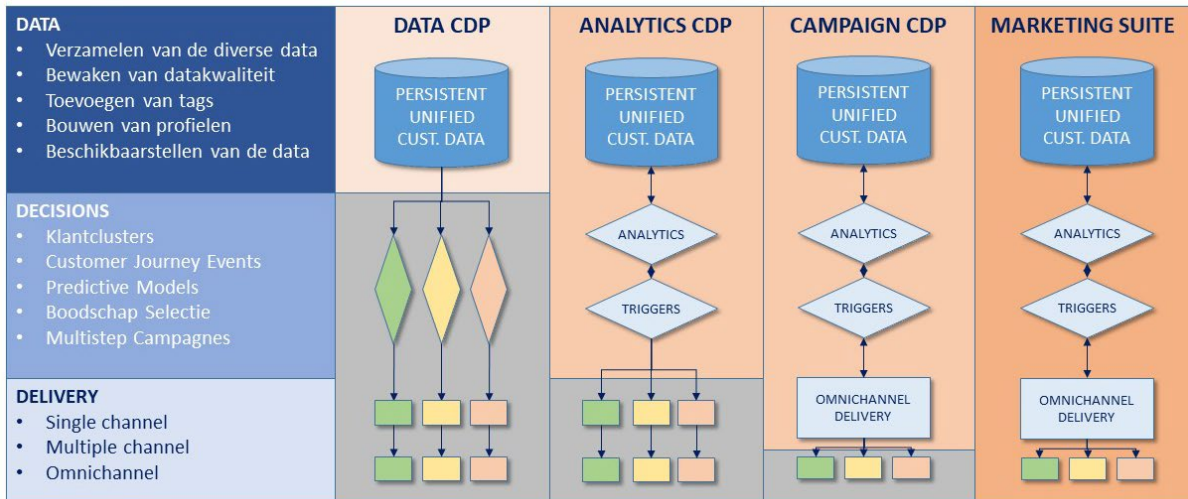 DATA
• Verzamelen van de diverse data
• Bewaken van datakwaliteit
• Toevoegen van tags
• Bouwen van profielen
• Beschikbaarstellen van de data
DECISIONS
• Klantclusters
• Customer Journey Events
• Predictive Models
• Boodschap Selectie
• Multistep Campagnes
DELIVERY
• Single channel
• Multiple channel
• Omnichannel
DATA CDP
PERSISTENT
UNIFIED
CUST. DATA
ANALYTICS CDP
PERSISTENT
UNIFIED
CUST. DATA
ANALYTICS
TRIGGERS
CAMPAIGN CDP
PERSISTENT
UNIFIED
CUST. DATA
ANALYTICS
TRIGGERS
OMNICHANNEL
DELIVERY
MARKETING SUITE
PERSISTENT
UNIFIED
CUST. DATA
ANALYTICS
TRIGGERS
OMNICHANNEL
DELIVERY